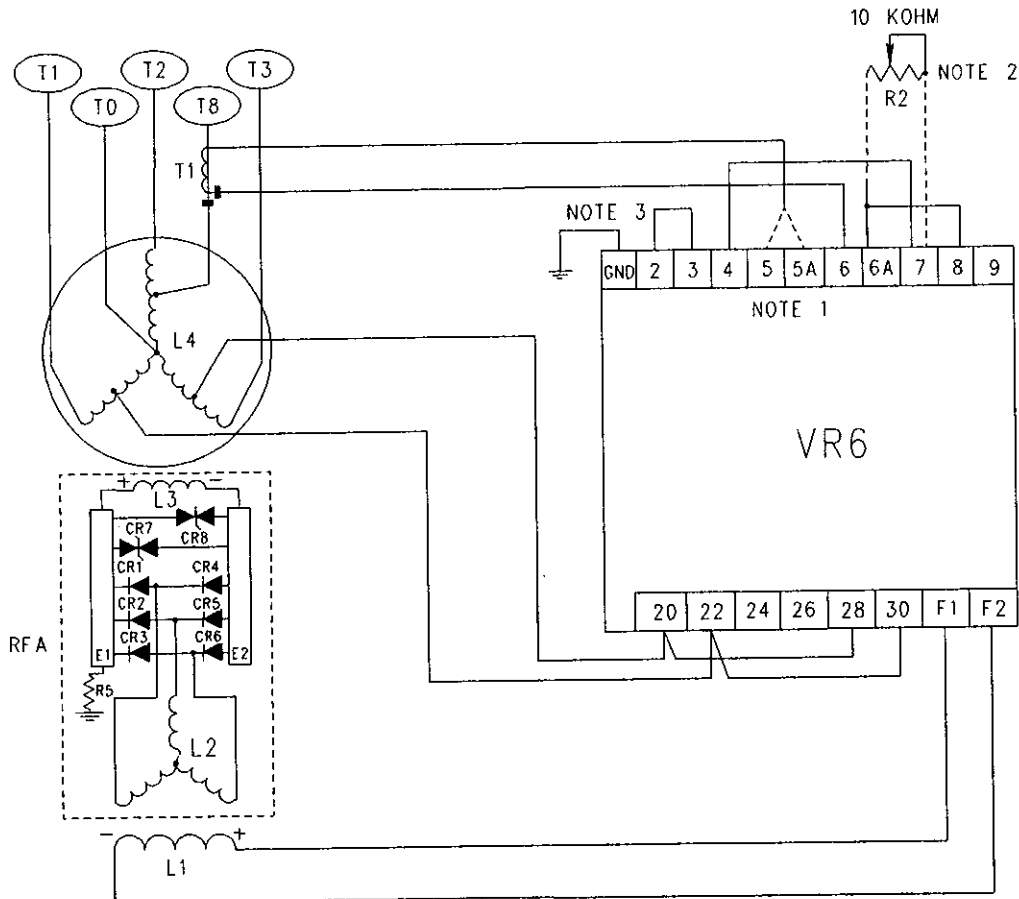 10 KOHM
T1
T0
T2
T8
T3
R2
NOTE 2
T1
NOTE 3
GND 2 3 4 5 5A 6 6A 7 8 9
NOTE 1
L4
VR6
+ -
L3
CR7
CR8
CR1
CR4
CR2
CR5
CR3
CR6
E1
E2
RFA
R5
L2
20 22 24 26 28 30 F1 F2
- +
L1